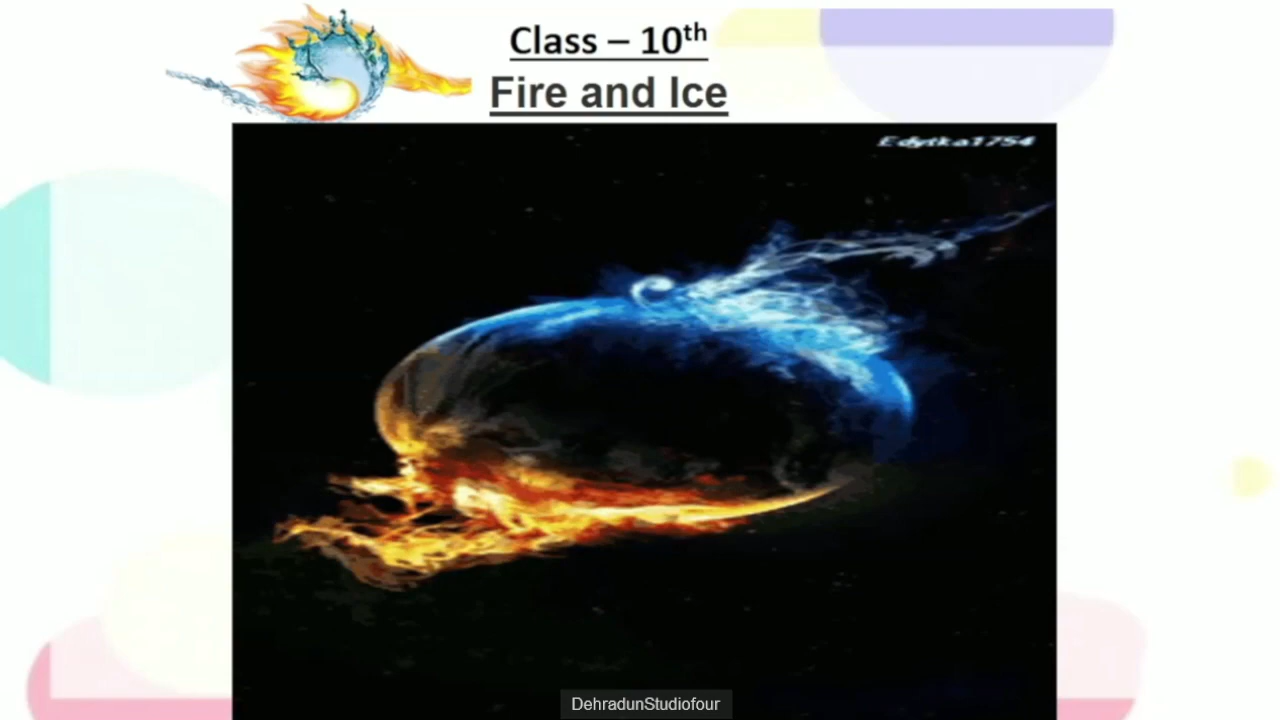 Class – 10th
Fire and Ice
Edytka1754
DehradunStudiofour